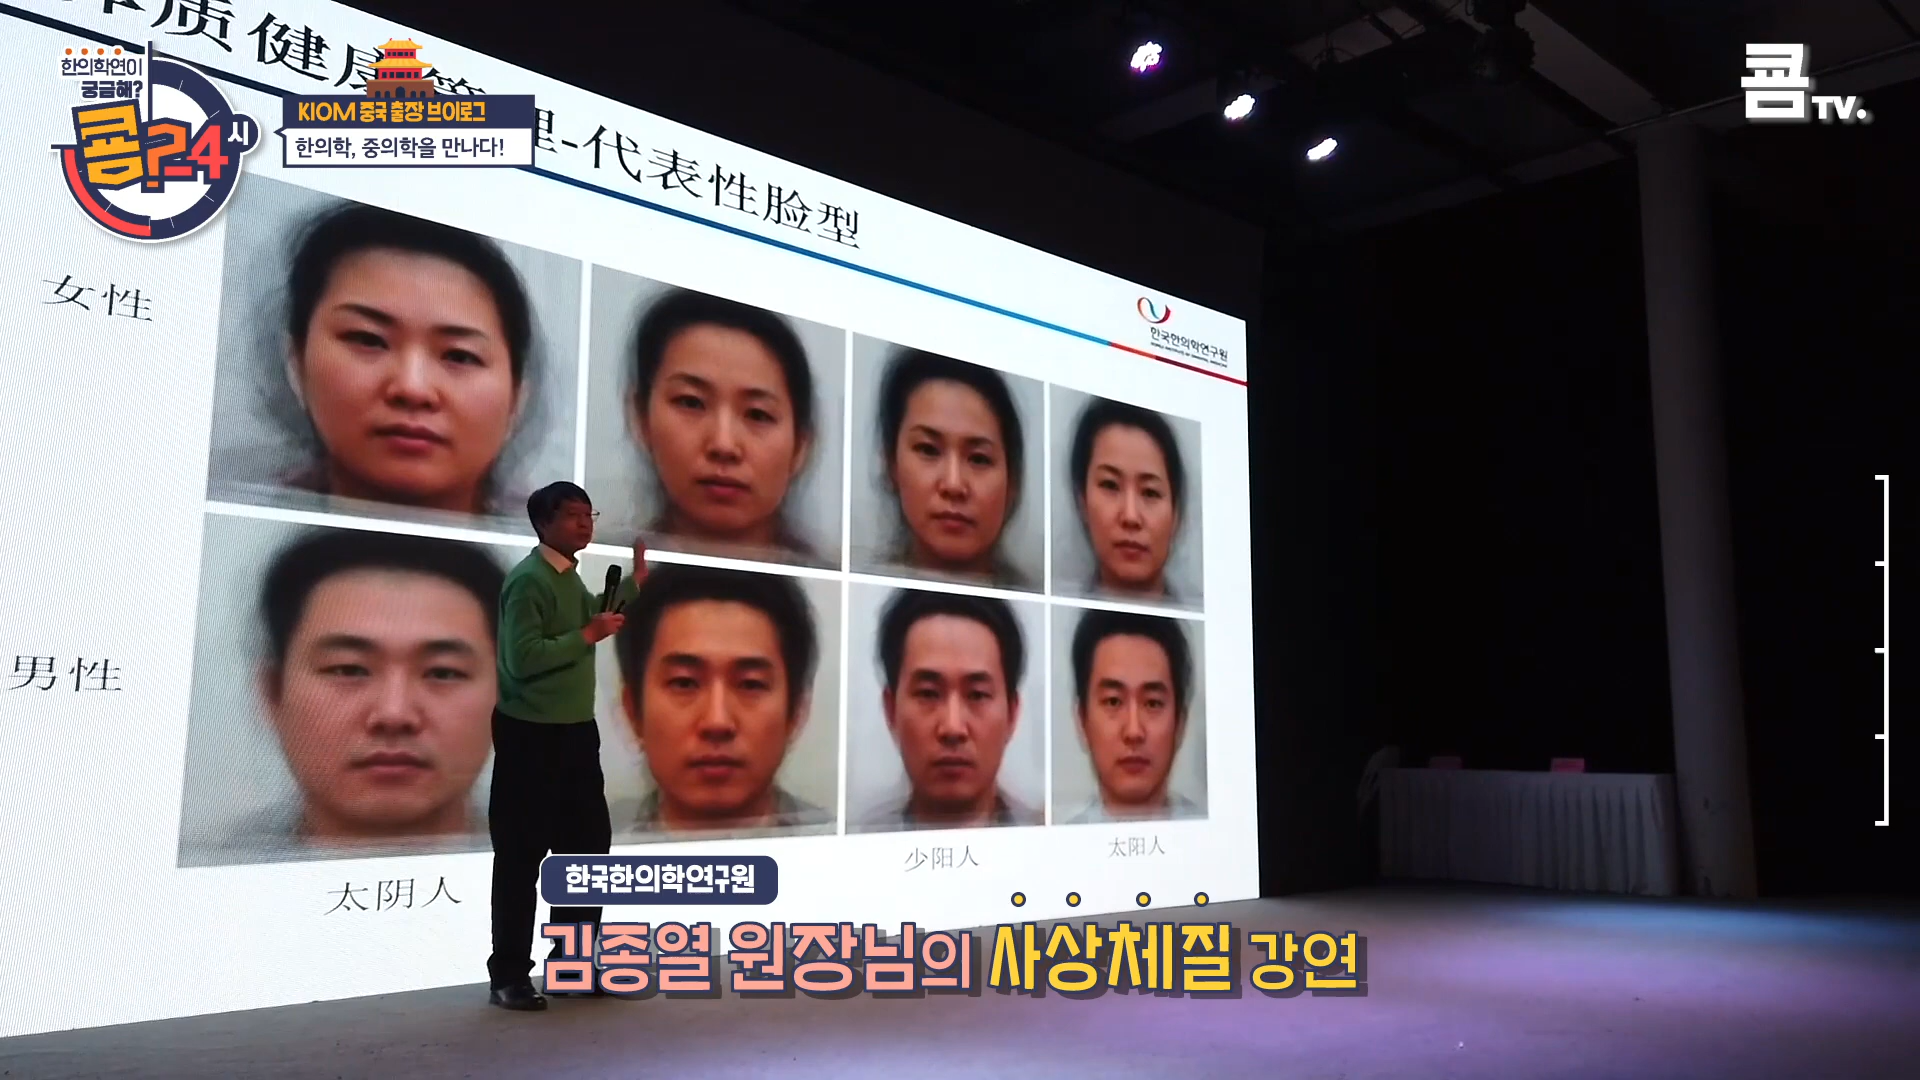 한의학연이
궁금해?
콤?24시
KIOM 중국 출장 브이로그
한의학, 중의학을 만나다!
콤TV.
质健康管理-代表性脸型
한국한의학연구원
女性
男性
太阴人
少阳人
太阳人
한국한의학연구원
김종열 원장님의 사상체질 강연